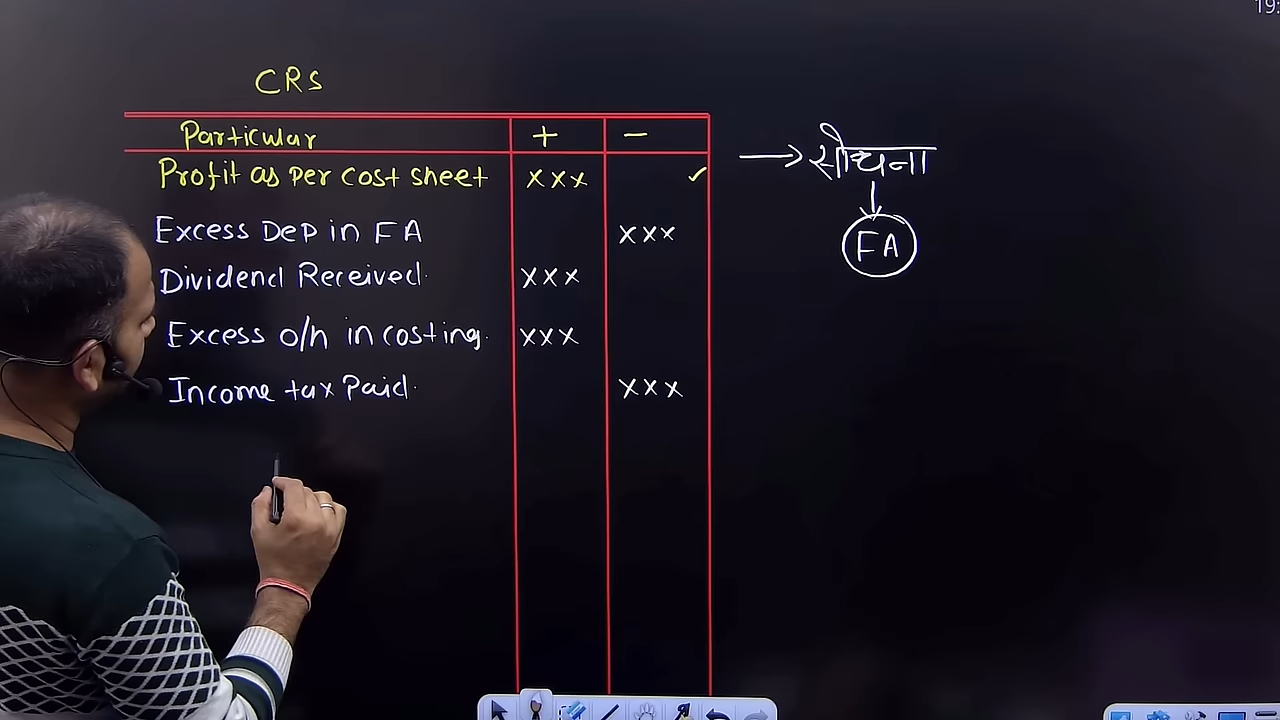 19:
CRS
Particular + -
Profit as per cost sheet xxx ✓
Excess Dep in FA xxx
Dividend Received. xxx
Excess o/h in costing. xxx
Income tax Paid. xxx
→ सोचना
↓
FA